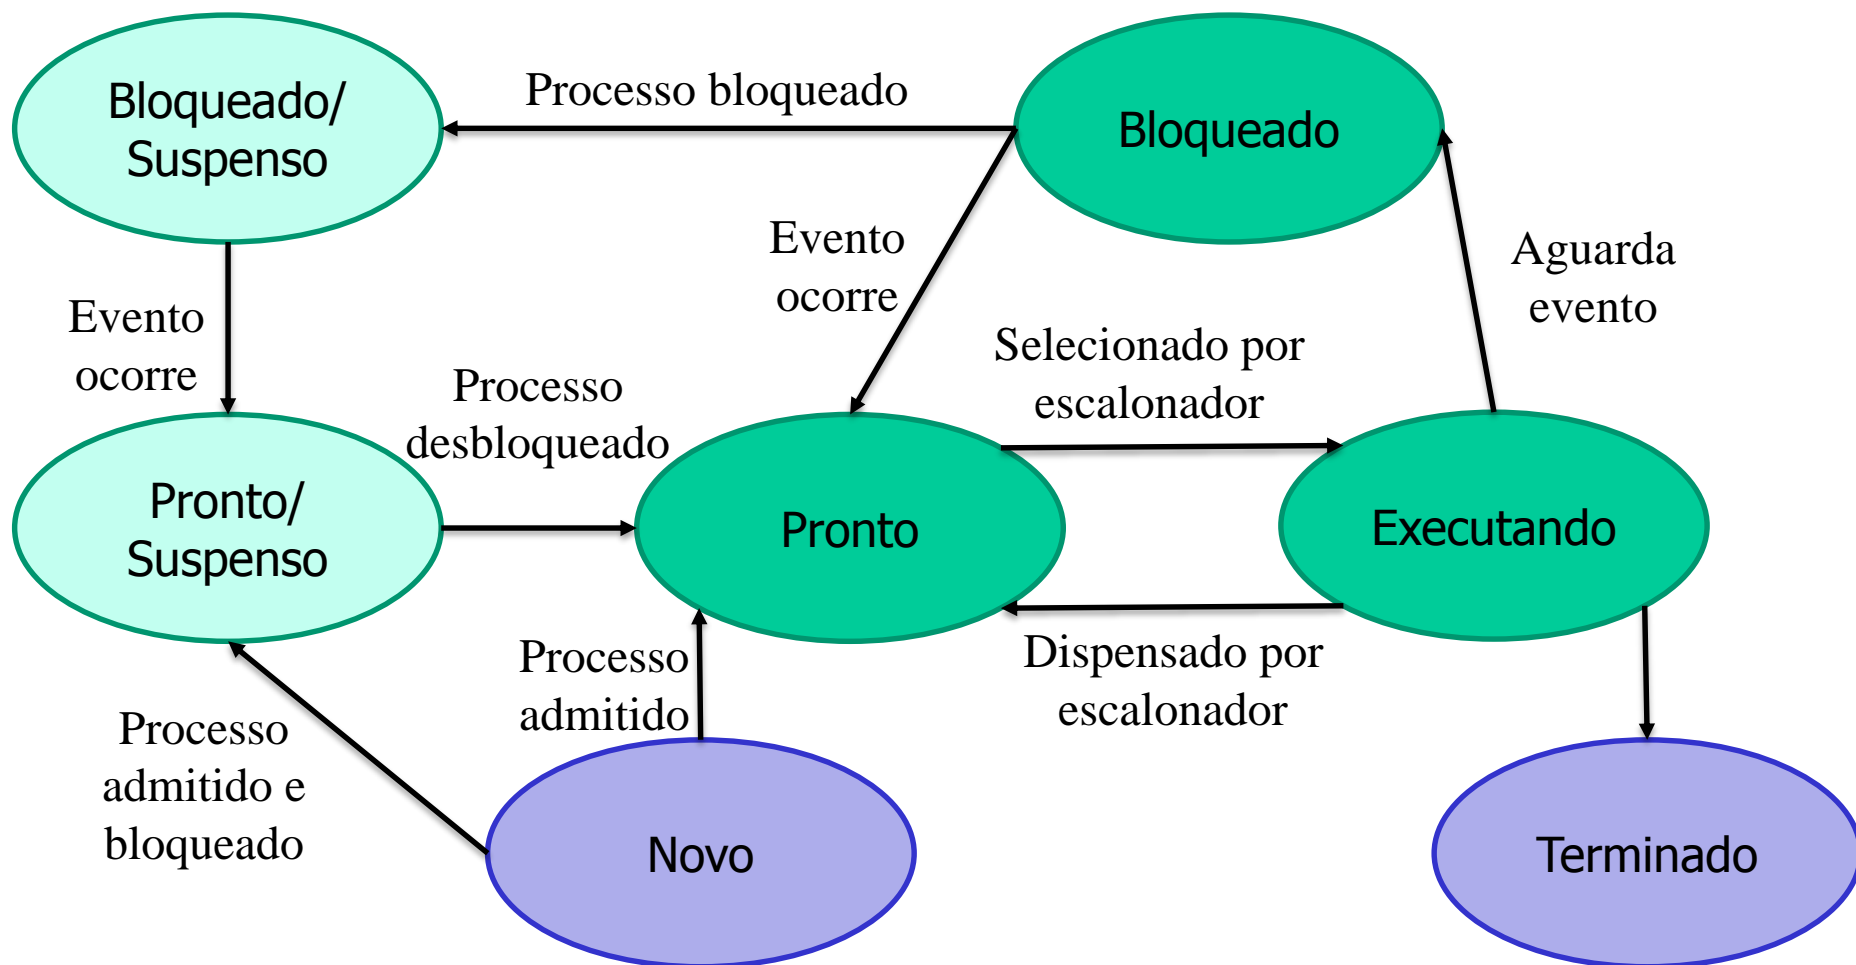 Bloqueado/
Suspenso
Processo bloqueado
Bloqueado
Evento
ocorre
Aguarda
evento
Evento
ocorre
Processo
desbloqueado
Selecionado por
escalonador
Pronto/
Suspenso
Pronto
Executando
Processo
admitido
Dispensado por
escalonador
Processo
admitido e
bloqueado
Novo
Terminado